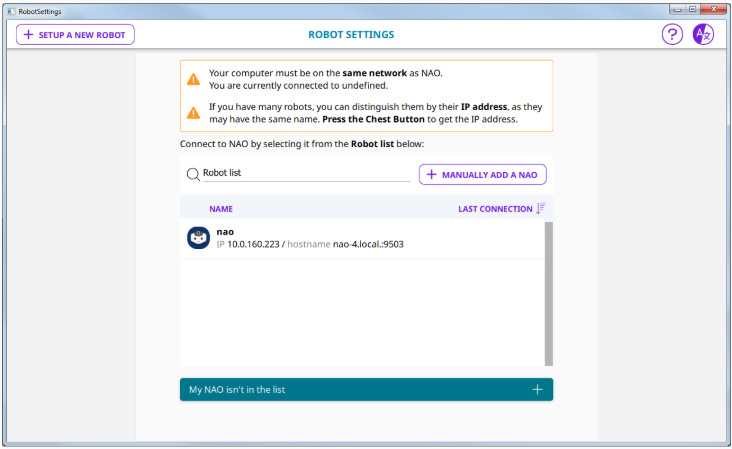 RobotSettings
+ SETUP A NEW ROBOT
ROBOT SETTINGS
?
A文
Your computer must be on the same network as NAO.
You are currently connected to undefined.
If you have many robots, you can distinguish them by their IP address, as they
may have the same name. Press the Chest Button to get the IP address.
Connect to NAO by selecting it from the Robot list below:
Robot list
+ MANUALLY ADD A NAO
NAME
LAST CONNECTION
nao
IP 10.0.160.223 / hostname nao-4.local.:9503
My NAO isn't in the list +